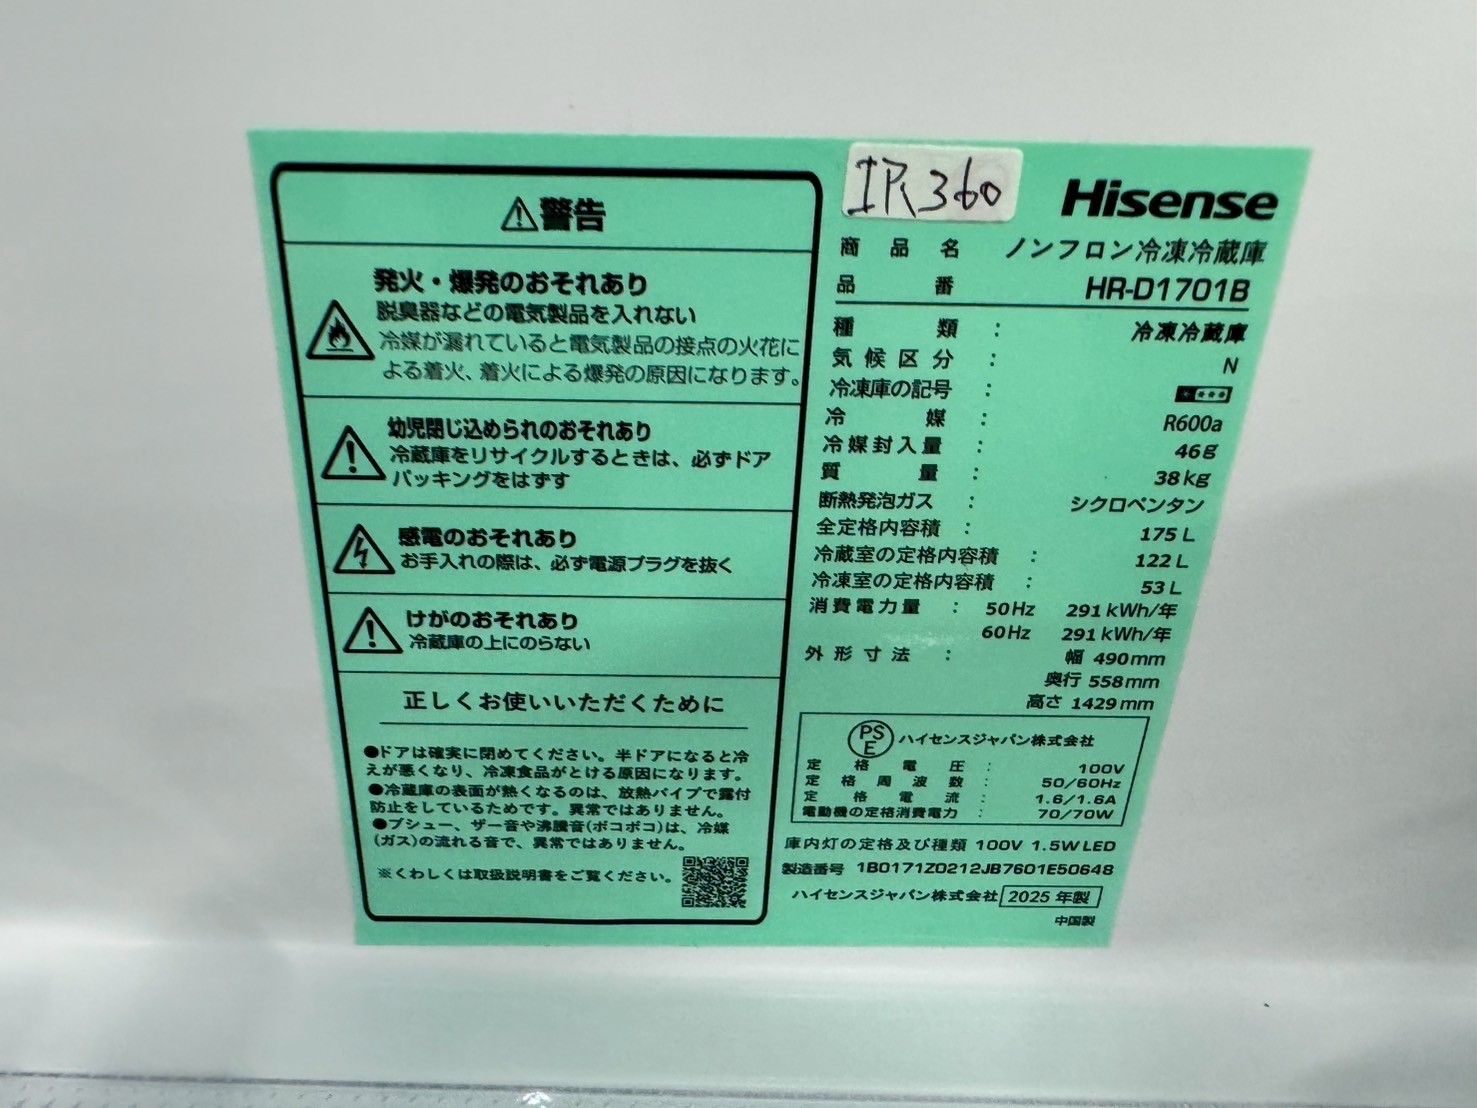 警告
発火・爆発のおそれあり
脱臭器などの電気製品を入れない
冷媒が漏れていると電気製品の接点の火花に
よる着火、着火による爆発の原因になります。
幼児閉じ込められのおそれあり
冷蔵庫をリサイクルするときは、必ずドア
パッキングをはずす
感電のおそれあり
お手入れの際は、必ず電源プラグを抜く
けがのおそれあり
冷蔵庫の上にのらない
正しくお使いいただくために
●ドアは確実に閉めてください。半ドアになると冷
えが悪くなり、冷凍食品がとける原因になります。
●冷蔵庫の表面が熱くなるのは、放熱パイプで露付
防止をしているためです。異常ではありません。
●プシュー、ザー音や沸騰音(ボコボコ)は、冷媒
(ガス)の流れる音で、異常ではありません。
※くわしくは取扱説明書をご覧ください。
IR360
Hisense
商品名 ノンフロン冷凍冷蔵庫
品番 HR-D1701B
種類 : 冷凍冷蔵庫
気候区分 : N
冷凍庫の記号 :
冷媒 : R600a
冷媒封入量 : 46g
質量 : 38kg
断熱発泡ガス : シクロペンタン
全定格内容積 : 175 L
冷蔵室の定格内容積 : 122 L
冷凍室の定格内容積 : 53 L
消費電力量 : 50Hz 291kWh/年
60Hz 291kWh/年
外形寸法 : 幅 490mm
奥行 558mm
高さ 1429mm
PSE ハイセンスジャパン株式会社
定格電圧 : 100V
定格周波数 : 50/60Hz
定格電流 : 1.6/1.6A
電動機の定格消費電力 : 70/70W
庫内灯の定格及び種類 100V 1.5W LED
製造番号 1B0171Z0212JB7601E50648
ハイセンスジャパン株式会社 2025 年製
中国製